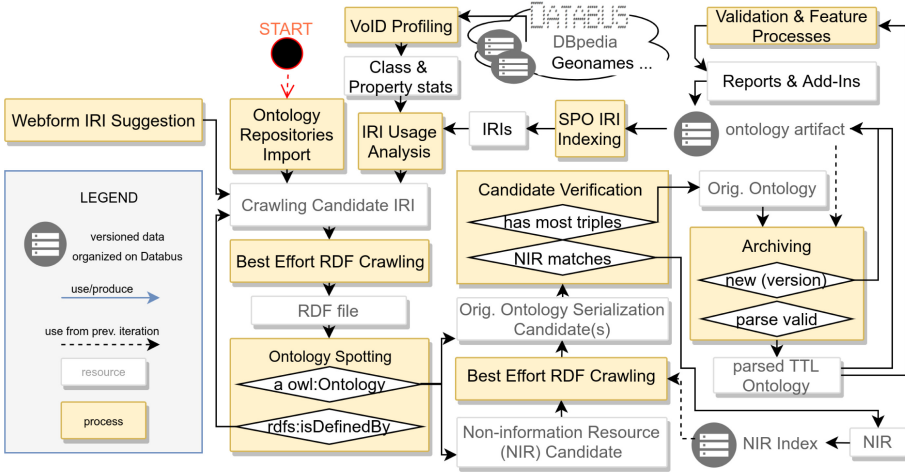 START
VoID Profiling
DATABUS
DBpedia
Geonames ...
Validation & Feature
Processes
Class &
Property stats
Reports & Add-Ins
Webform IRI Suggestion
Ontology
Repositories
Import
IRI Usage
Analysis
IRIs
SPO IRI
Indexing
ontology artifact
LEGEND
versioned data
organized on Databus
use/produce
use from prev. iteration
resource
process
Crawling Candidate IRI
Best Effort RDF Crawling
RDF file
Ontology Spotting
a owl:Ontology
rdfs:isDefinedBy
Candidate Verification
has most triples
NIR matches
Orig. Ontology Serialization
Candidate(s)
Best Effort RDF Crawling
Non-information Resource
(NIR) Candidate
Orig. Ontology
Archiving
new (version)
parse valid
parsed TTL
Ontology
NIR Index
NIR